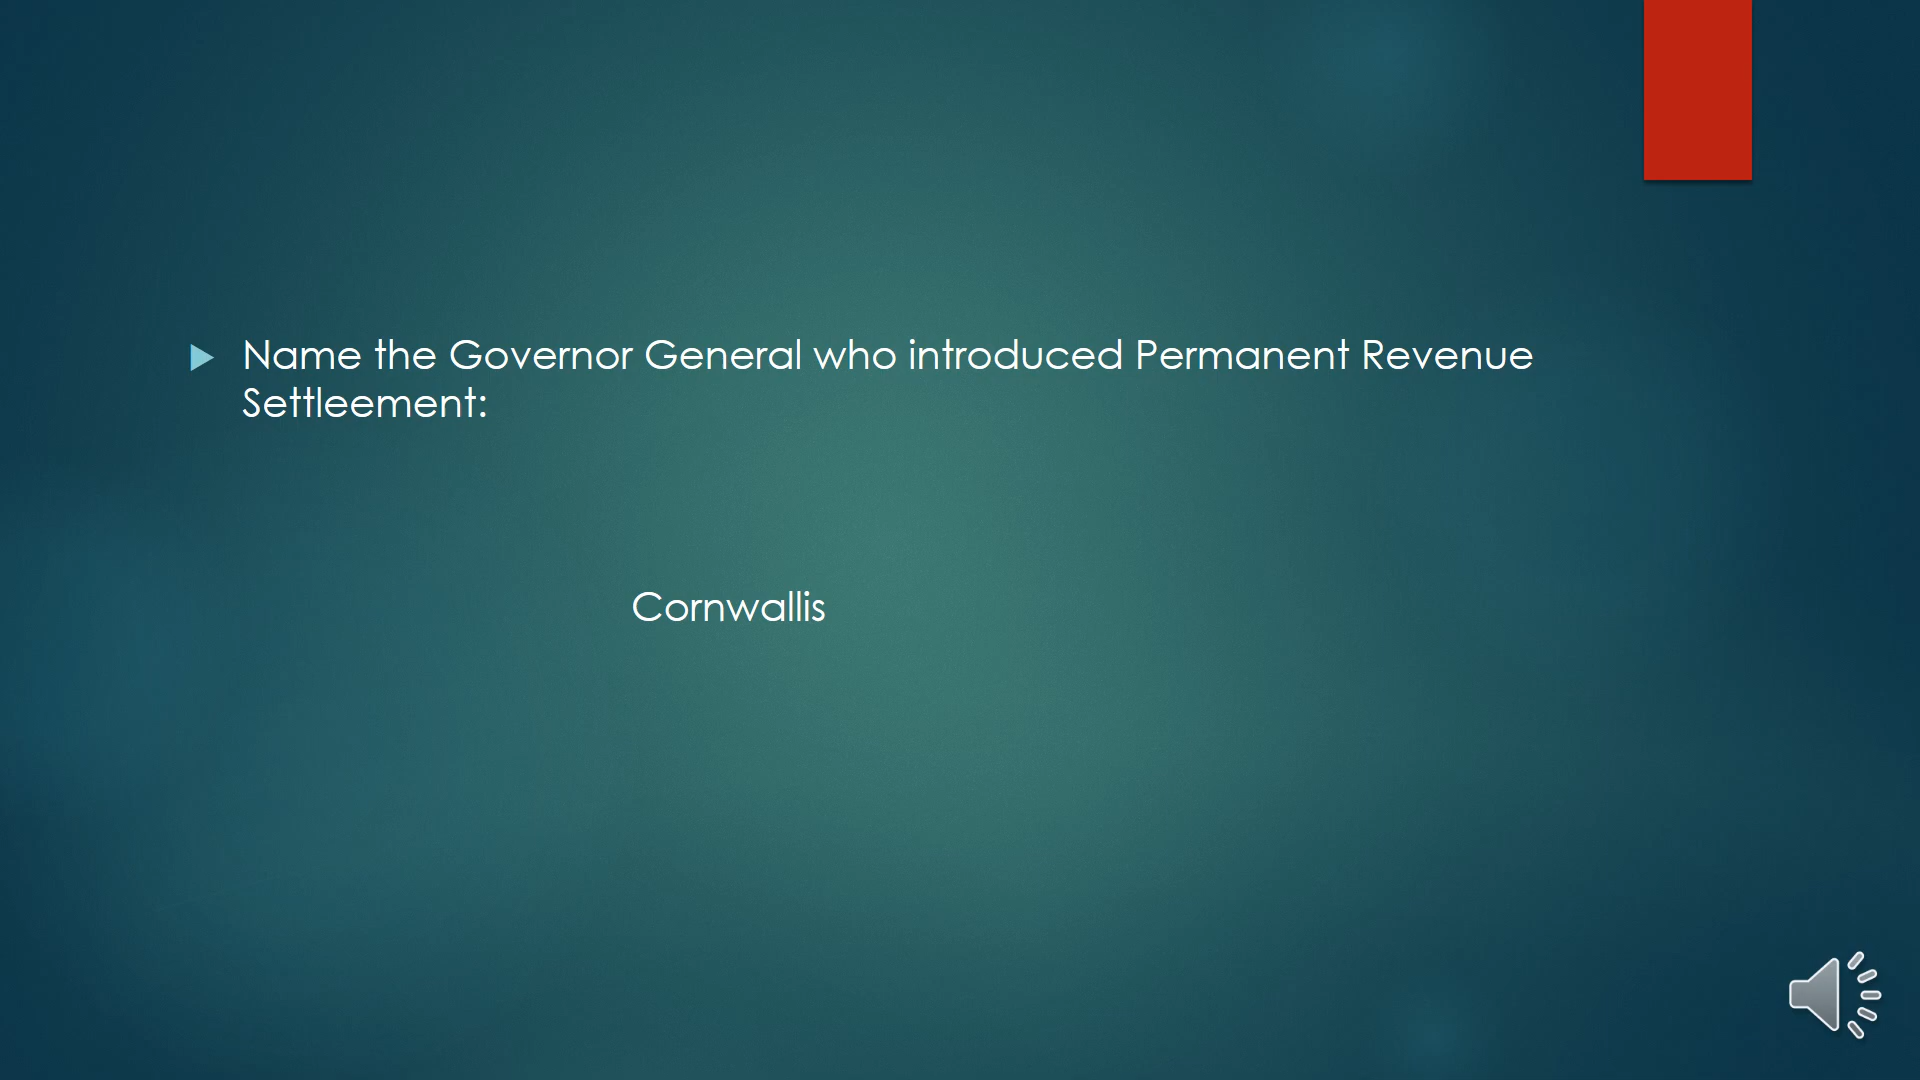 Name the Governor General who introduced Permanent Revenue
Settleement:
Cornwallis